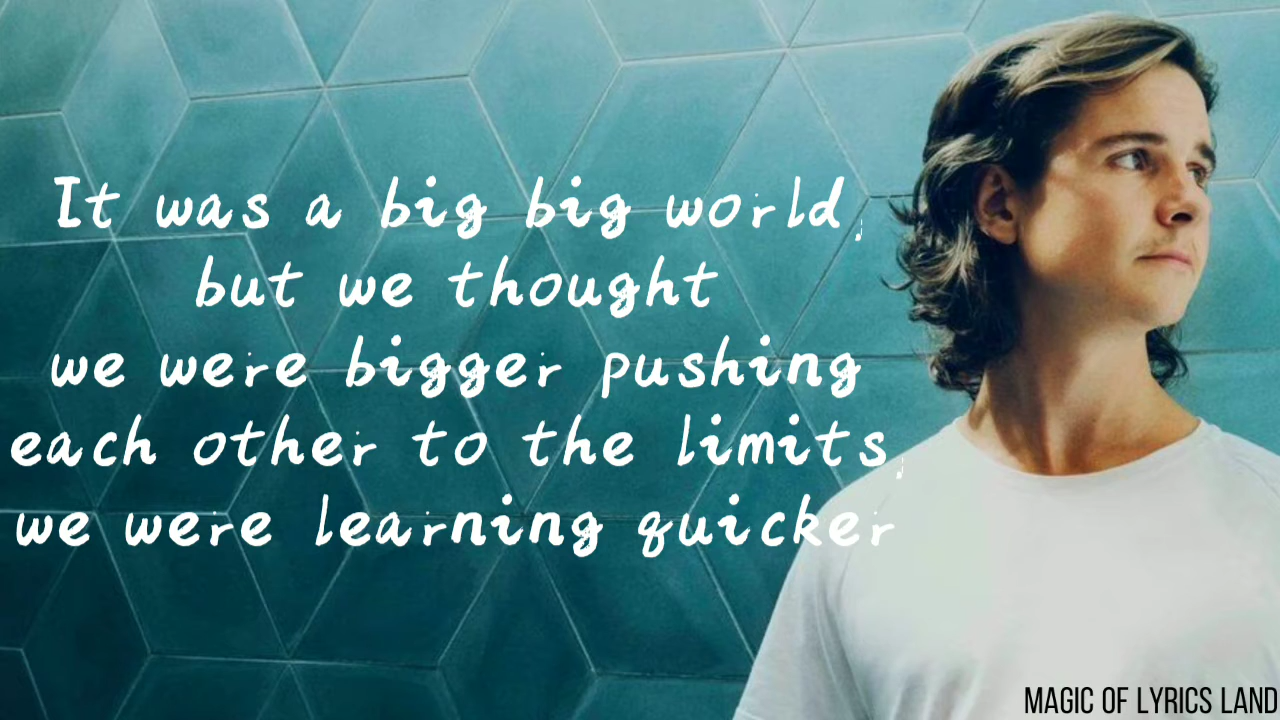 It was a big big world,
but we thought
we were bigger pushing
each other to the limits,
we were learning quicker
MAGIC OF LYRICS LAND